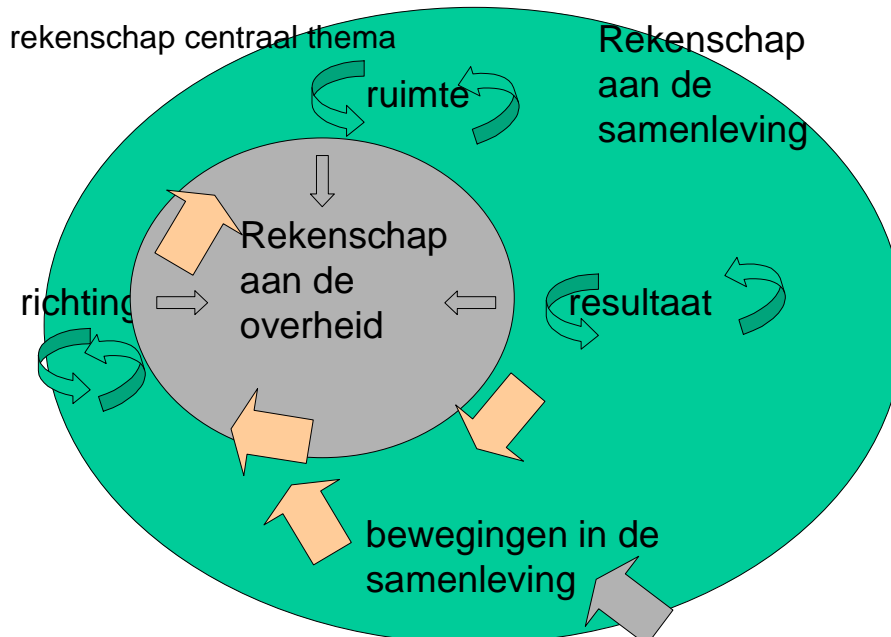 rekenschap centraal thema
Rekenschap
aan de
samenleving
ruimte
Rekenschap
aan de
overheid
richting
resultaat
bewegingen in de
samenleving